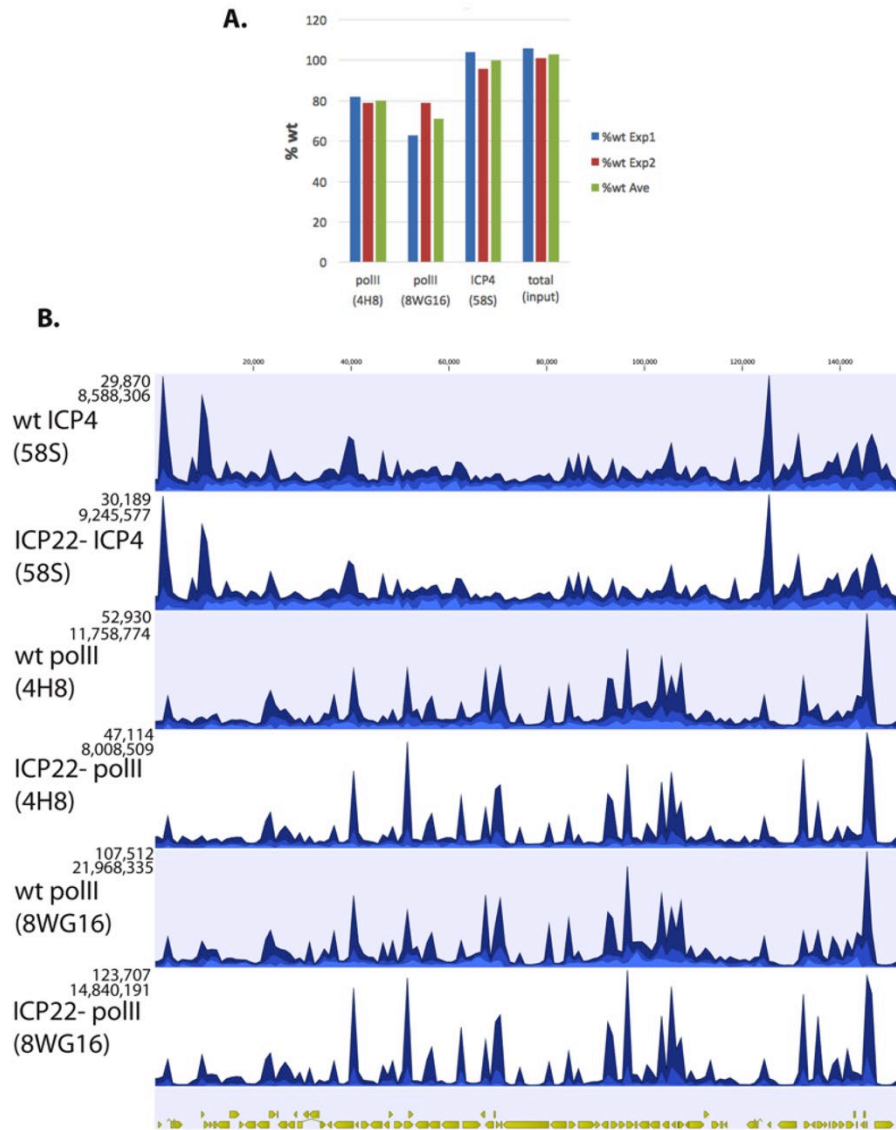 A.
120
100
80
60
40
20
0
% wt
polII
(4H8)
polII
(8WG16)
ICP4
(58S)
total
(input)
%wt Exp1
%wt Exp2
%wt Ave
B.
20,000 40,000 60,000 80,000 100,000 120,000 140,000
29,870
8,588,306
wt ICP4
(58S)
30,189
9,245,577
ICP22- ICP4
(58S)
52,930
11,758,774
wt polII
(4H8)
47,114
8,008,509
ICP22- polII
(4H8)
107,512
21,968,335
wt polII
(8WG16)
123,707
14,840,191
ICP22- polII
(8WG16)